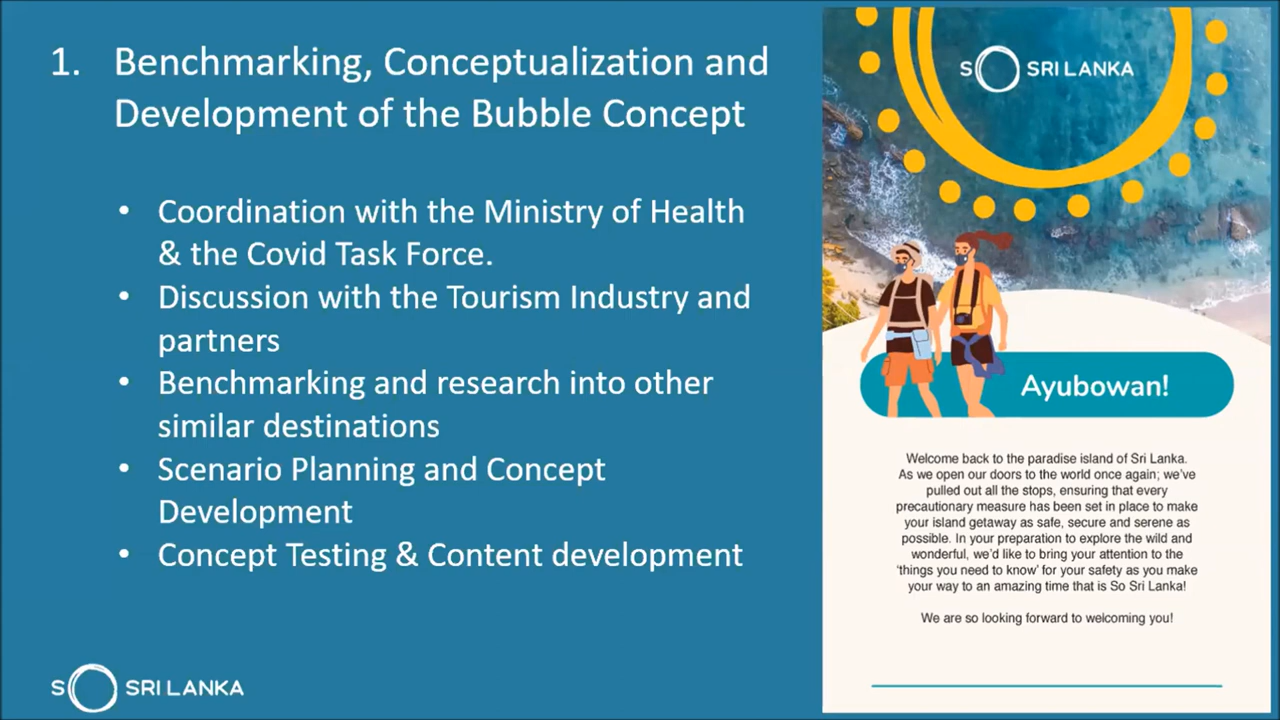 1. Benchmarking, Conceptualization and
Development of the Bubble Concept
• Coordination with the Ministry of Health
& the Covid Task Force.
• Discussion with the Tourism Industry and
partners
• Benchmarking and research into other
similar destinations
• Scenario Planning and Concept
Development
• Concept Testing & Content development
SO SRI LANKA
SO SRI LANKA
Ayubowan!
Welcome back to the paradise island of Sri Lanka.
As we open our doors to the world once again; we've
pulled out all the stops, ensuring that every
precautionary measure has been set in place to make
your island getaway as safe, secure and serene as
possible. In your preparation to explore the wild and
wonderful, we'd like to bring your attention to the
'things you need to know' for your safety as you make
your way to an amazing time that is So Sri Lanka!
We are so looking forward to welcoming you!